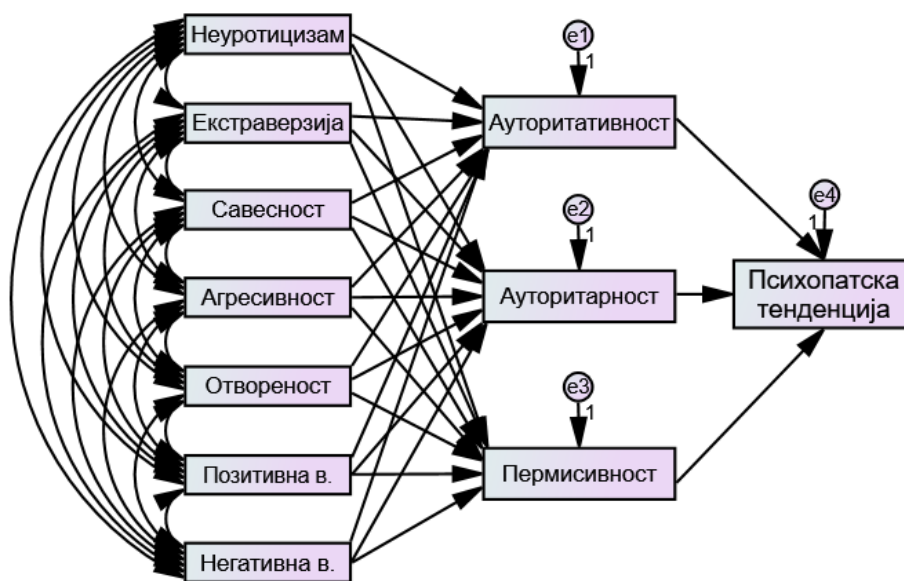 Неуротицизам
Екстраверзија
Савесност
Агресивност
Отвореност
Позитивна в.
Негативна в.
e1
1
Ауторитативност
e2
1
Ауторитарност
e3
1
Пермисивност
e4
1
Психопатска
тенденција